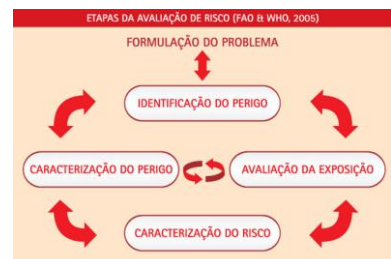 ETAPAS DA AVALIAÇÃO DE RISCO (FAO & WHO, 2005)
FORMULAÇÃO DO PROBLEMA
IDENTIFICAÇÃO DO PERIGO
CARACTERIZAÇÃO DO PERIGO
AVALIAÇÃO DA EXPOSIÇÃO
CARACTERIZAÇÃO DO RISCO